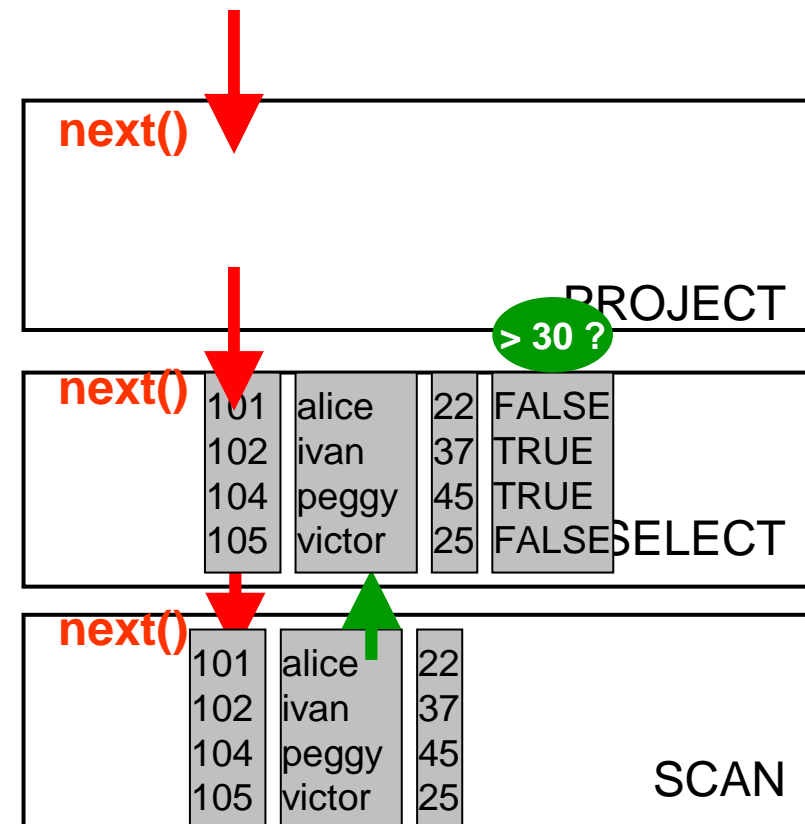 next()
PROJECT
> 30 ?
next()
101 alice 22 FALSE
102 ivan 37 TRUE
104 peggy 45 TRUE
105 victor 25 FALSE
SELECT
next()
101 alice 22
102 ivan 37
104 peggy 45
105 victor 25
SCAN